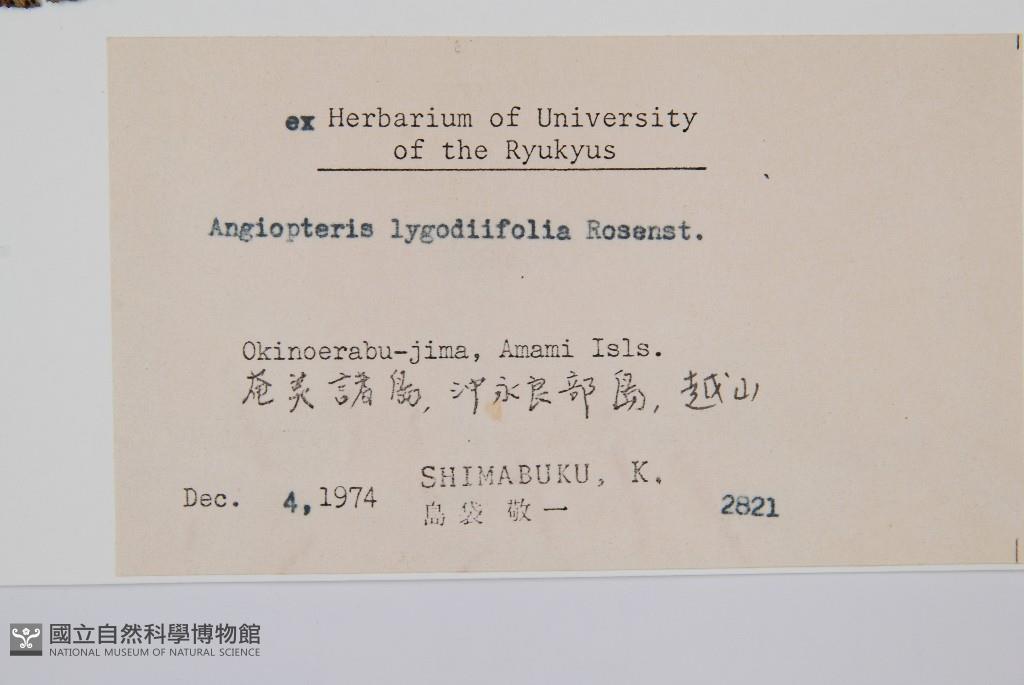 ex Herbarium of University
of the Ryukyus
Angiopteris lygodiifolia Rosenst.
Okinoerabu-jima, Amami Isls.
奄美諸島, 沖永良部島, 越山
SHIMABUKU, K.
Dec. 4, 1974
島袋 敬一
2821
國立自然科學博物館
NATIONAL MUSEUM OF NATURAL SCIENCE